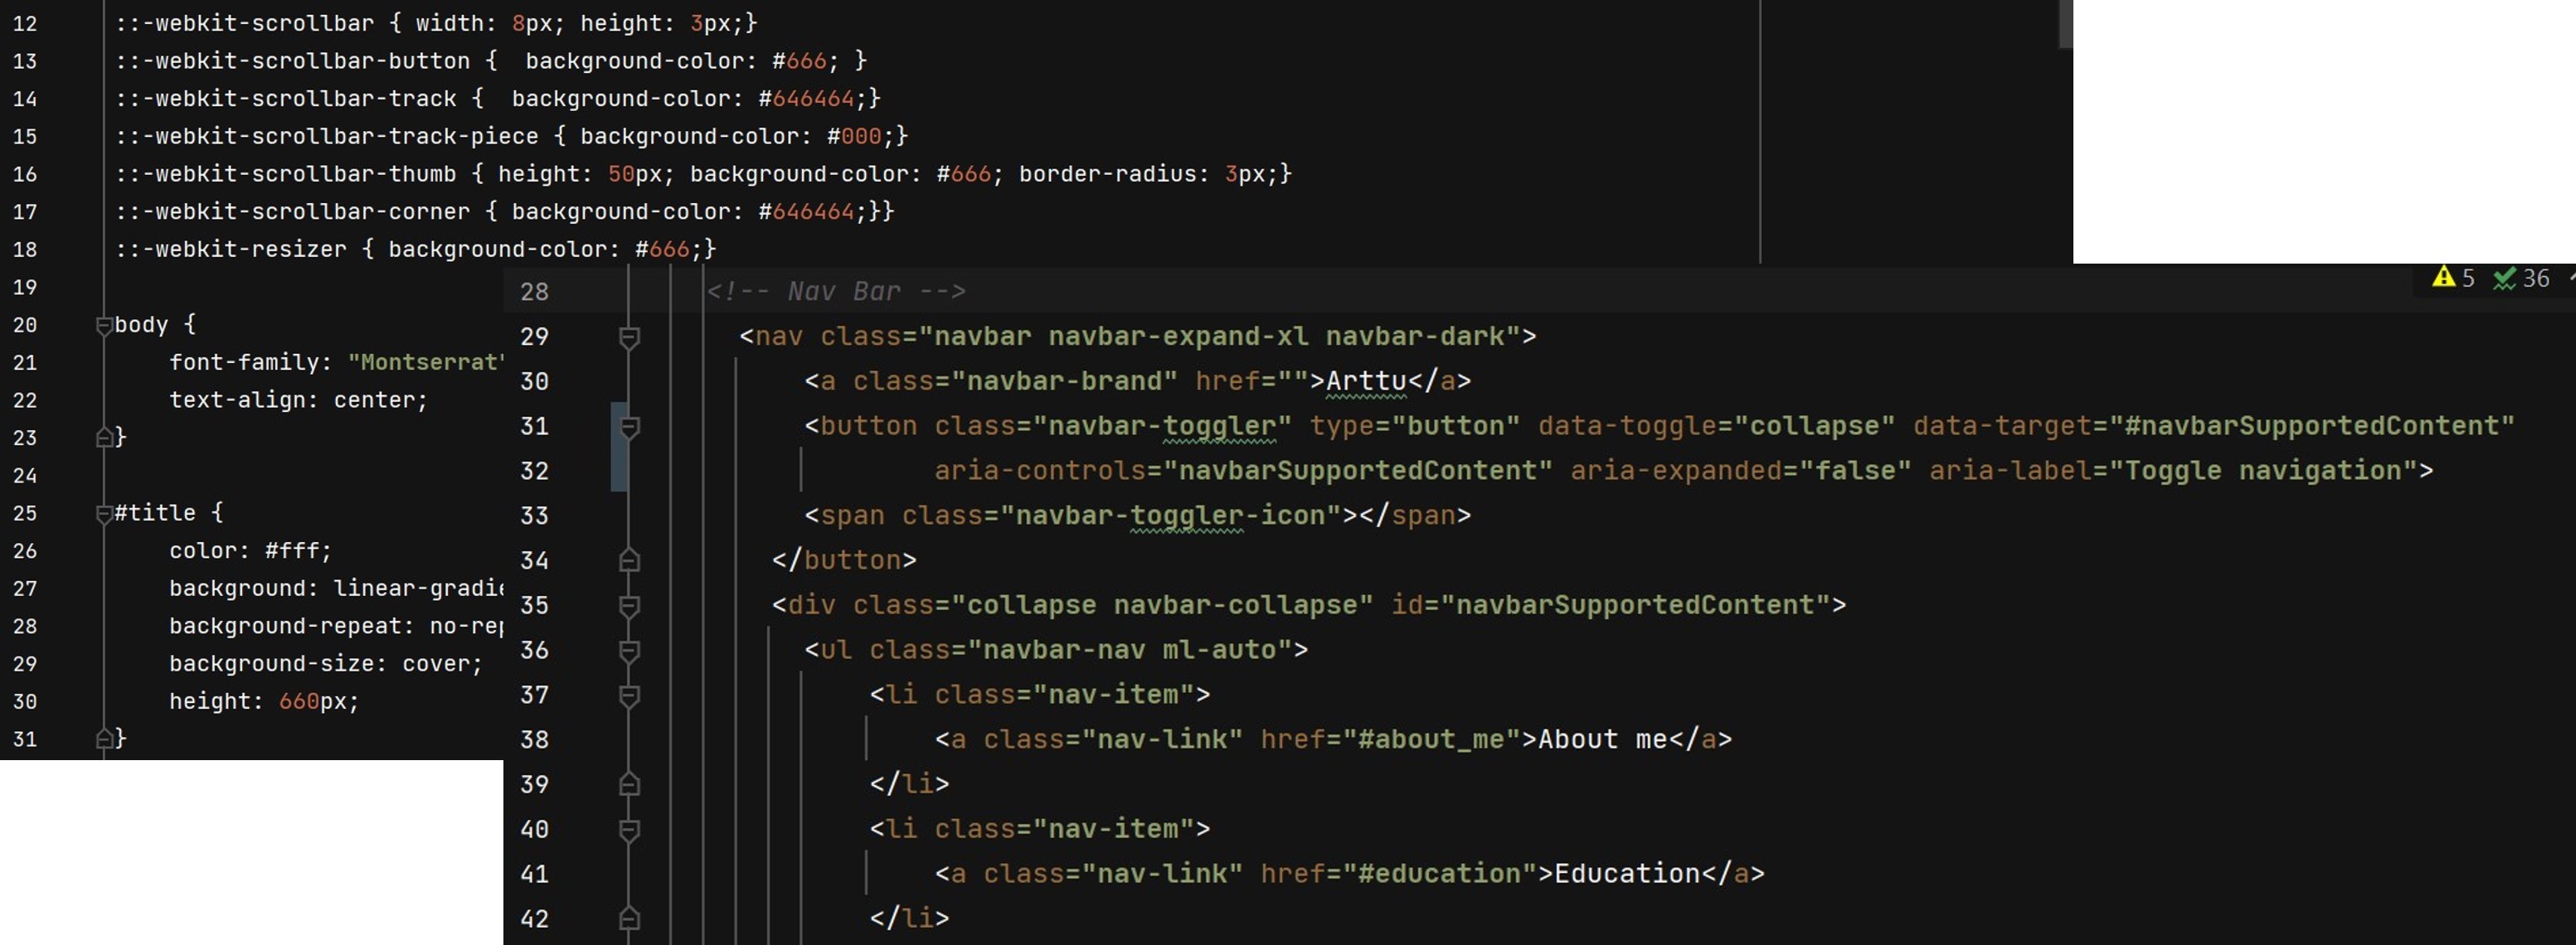 12 ::-webkit-scrollbar { width: 8px; height: 3px;}
13 ::-webkit-scrollbar-button {  background-color: #666; }
14 ::-webkit-scrollbar-track {  background-color: #646464;}
15 ::-webkit-scrollbar-track-piece { background-color: #000;}
16 ::-webkit-scrollbar-thumb { height: 50px; background-color: #666; border-radius: 3px;}
17 ::-webkit-scrollbar-corner { background-color: #646464;}}
18 ::-webkit-resizer { background-color: #666;}
19
20 body {
21 font-family: "Montserrat"
22 text-align: center;
23 }
24
25 #title {
26 color: #fff;
27 background:
28 background-repeat:
29 background-size: cover;
30 height: 660px;
31 }
28 <!-- Nav Bar -->
5 36
29 <nav class="navbar navbar-expand-xl navbar-dark">
30 <a class="navbar-brand" href="">Arttu</a>
31 <button class="navbar-toggler" type="button" data-toggle="collapse" data-target="#navbarSupportedContent"
32 aria-controls="navbarSupportedContent" aria-expanded="false" aria-label="Toggle navigation">
33 <span class="navbar-toggler-icon"></span>
34 </button>
35 <div class="collapse navbar-collapse" id="navbarSupportedContent">
36 <ul class="navbar-nav ml-auto">
37 <li class="nav-item">
38 <a class="nav-link" href="#about_me">About me</a>
39 </li>
40 <li class="nav-item">
41 <a class="nav-link" href="#education">Education</a>
42 </li>